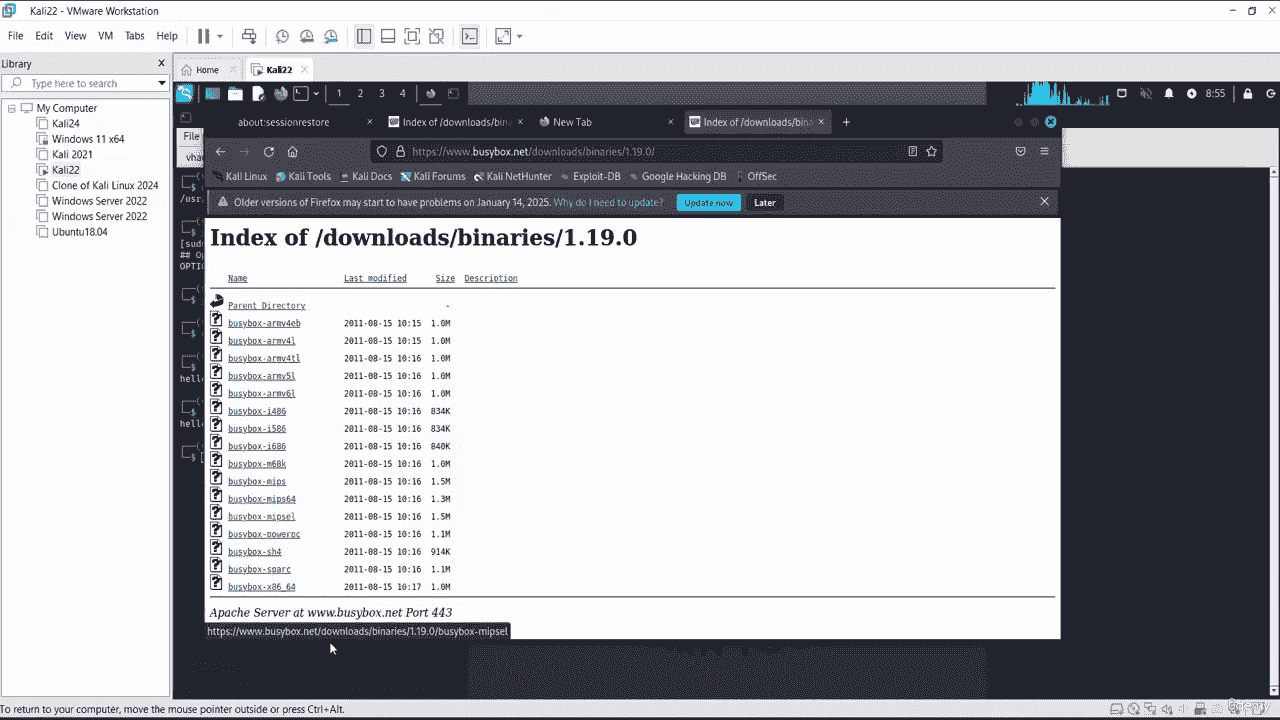 Kali22 - VMware Workstation
File Edit View VM Tabs Help
Library
Type here to search
My Computer
Kali24
Windows 11 x64
Kali 2021
Kali22
Clone of Kali Linux 2024
Windows Server 2022
Windows Server 2022
Ubuntu18.04
Home Kali22
1 2 3 4 8:55
about:sessionrestore Index of /downloads/bina New Tab Index of /downloads/bina
File
https://www.busybox.net/downloads/binaries/1.19.0/
Kali Linux Kali Tools Kali Docs Kali Forums Kali NetHunter Exploit-DB Google Hacking DB OffSec
Older versions of Firefox may start to have problems on January 14, 2025. Why do I need to update? Update now Later
Index of /downloads/binaries/1.19.0
Name Last modified Size Description
Parent Directory -
busybox-armv4eb 2011-08-15 10:15 1.0M
busybox-armv4l 2011-08-15 10:15 1.0M
busybox-armv4tl 2011-08-15 10:16 1.0M
busybox-armv5l 2011-08-15 10:16 1.0M
busybox-armv6l 2011-08-15 10:16 1.0M
busybox-i486 2011-08-15 10:16 834K
busybox-i586 2011-08-15 10:16 834K
busybox-i686 2011-08-15 10:16 840K
busybox-m68k 2011-08-15 10:16 1.0M
busybox-mips 2011-08-15 10:16 1.5M
busybox-mips64 2011-08-15 10:16 1.3M
busybox-mipsel 2011-08-15 10:16 1.5M
busybox-powerpc 2011-08-15 10:16 1.1M
busybox-sh4 2011-08-15 10:16 914K
busybox-sparc 2011-08-15 10:16 1.1M
busybox-x86_64 2011-08-15 10:17 1.0M
Apache Server at www.busybox.net Port 443
https://www.busybox.net/downloads/binaries/1.19.0/busybox-mipsel
To return to your computer, move the mouse pointer outside or press Ctrl+Alt.